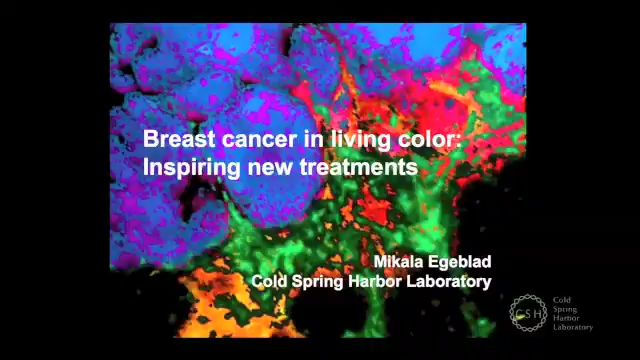 Breast cancer in living color:
Inspiring new treatments
Mikala Egeblad
Cold Spring Harbor Laboratory
CSH
Cold
Spring
Harbor
Laboratory